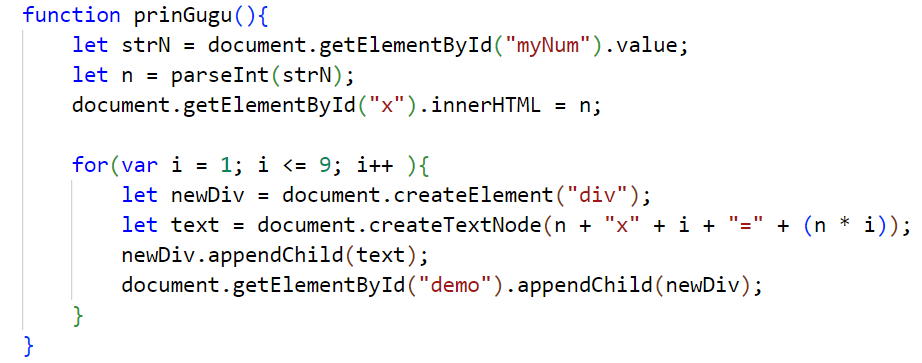 function prinGugu(){
let strN = document.getElementById("myNum").value;
let n = parseInt(strN);
document.getElementById("x").innerHTML = n;
for(var i = 1; i <= 9; i++ ){
let newDiv = document.createElement("div");
let text = document.createTextNode(n + "x" + i + "=" + (n * i));
newDiv.appendChild(text);
document.getElementById("demo").appendChild(newDiv);
}
}